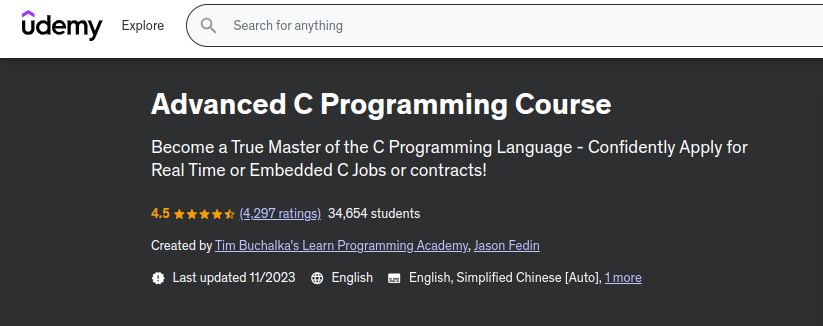 udemy
Explore
Search for anything
Advanced C Programming Course
Become a True Master of the C Programming Language - Confidently Apply for
Real Time or Embedded C Jobs or contracts!
4.5 (4,297 ratings) 34,654 students
Created by Tim Buchalka's Learn Programming Academy, Jason Fedin
Last updated 11/2023 English English, Simplified Chinese [Auto], 1 more